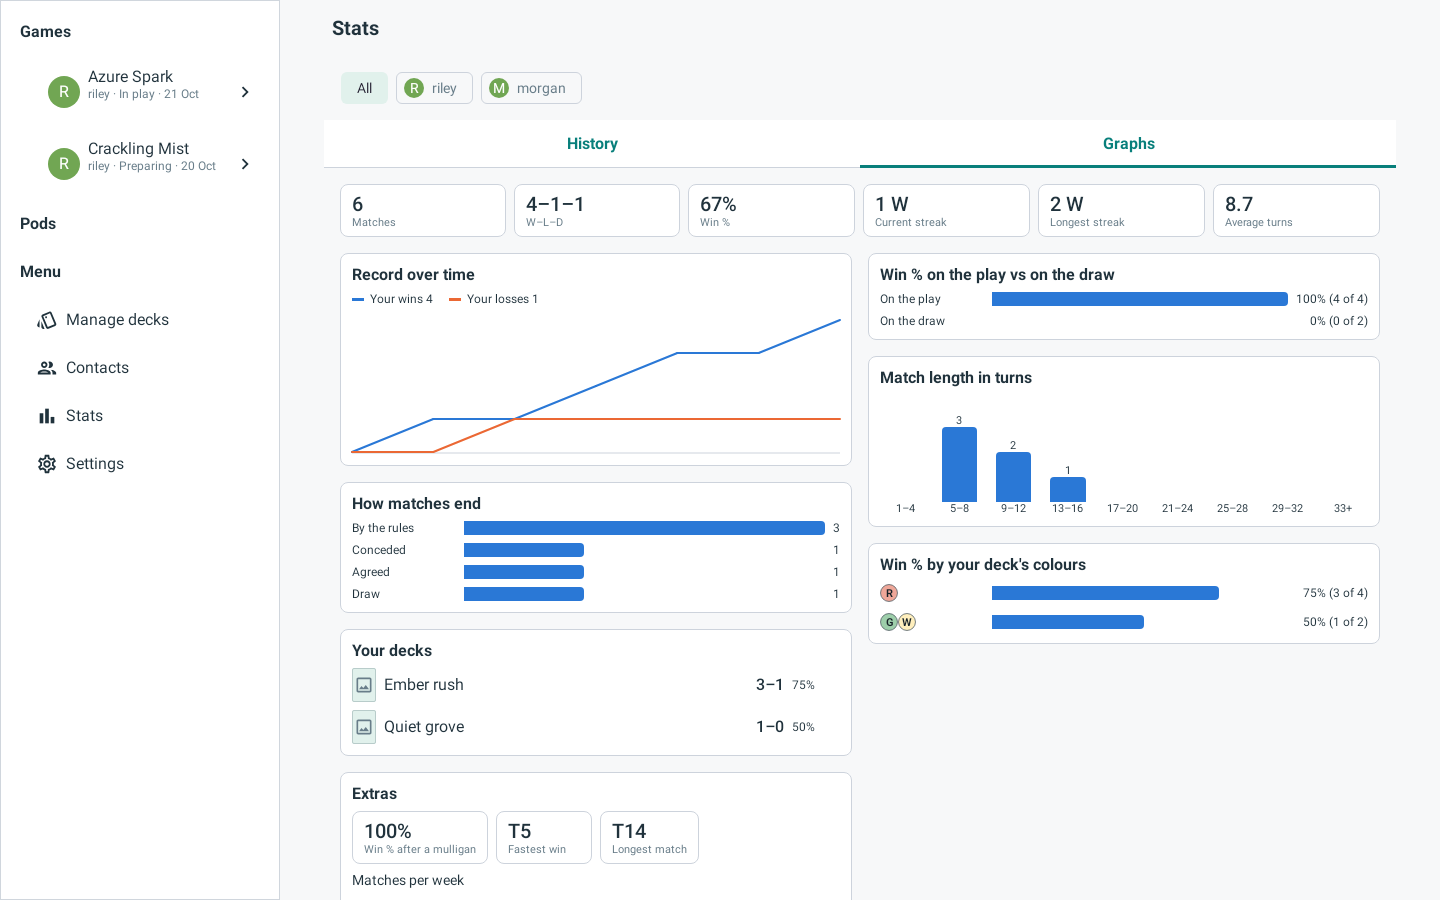 Games
R
Azure Spark
riley · In play · 21 Oct
R
Crackling Mist
riley · Preparing · 20 Oct
Pods
Menu
Manage decks
Contacts
Stats
Settings
Stats
All
R riley
M morgan
History
Graphs
6
Matches
4–1–1
W–L–D
67%
Win %
1 W
Current streak
2 W
Longest streak
8.7
Average turns
Record over time
Your wins 4
Your losses 1
How matches end
By the rules 3
Conceded 1
Agreed 1
Draw 1
Your decks
Ember rush 3–1 75%
Quiet grove 1–0 50%
Extras
100%
Win % after a mulligan
T5
Fastest win
T14
Longest match
Matches per week
Win % on the play vs on the draw
On the play 100% (4 of 4)
On the draw 0% (0 of 2)
Match length in turns
3
2
1
1–4 5–8 9–12 13–16 17–20 21–24 25–28 29–32 33+
Win % by your deck's colours
R 75% (3 of 4)
G W 50% (1 of 2)